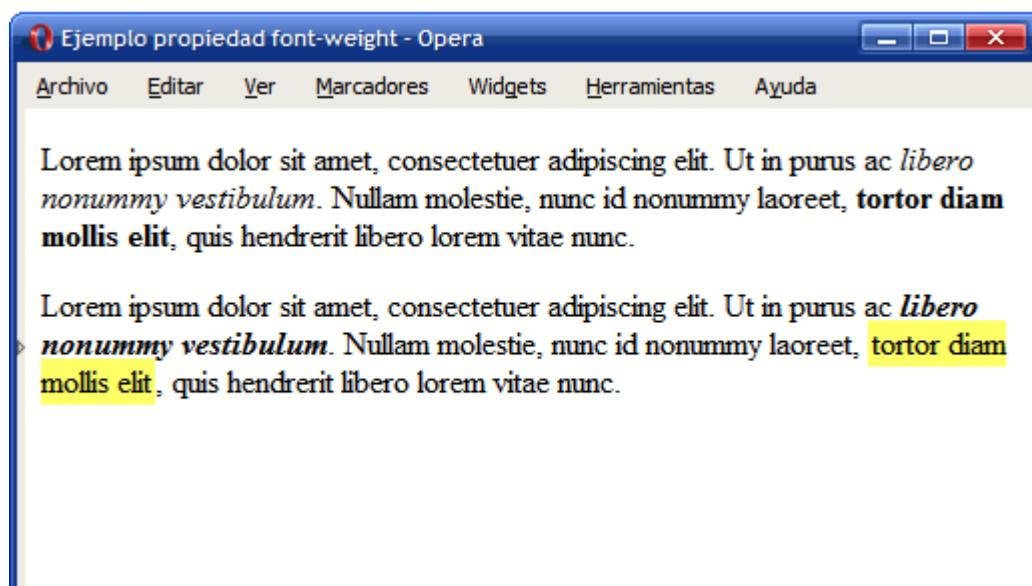 Ejemplo propiedad font-weight - Opera
Archivo Editar Ver Marcadores Widgets Herramientas Ayuda
Lorem ipsum dolor sit amet, consectetuer adipiscing elit. Ut in purus ac libero
nonummy vestibulum. Nullam molestie, nunc id nonummy laoreet, tortor diam
mollis elit, quis hendrerit libero lorem vitae nunc.
Lorem ipsum dolor sit amet, consectetuer adipiscing elit. Ut in purus ac libero
nonummy vestibulum. Nullam molestie, nunc id nonummy laoreet, tortor diam
mollis elit, quis hendrerit libero lorem vitae nunc.